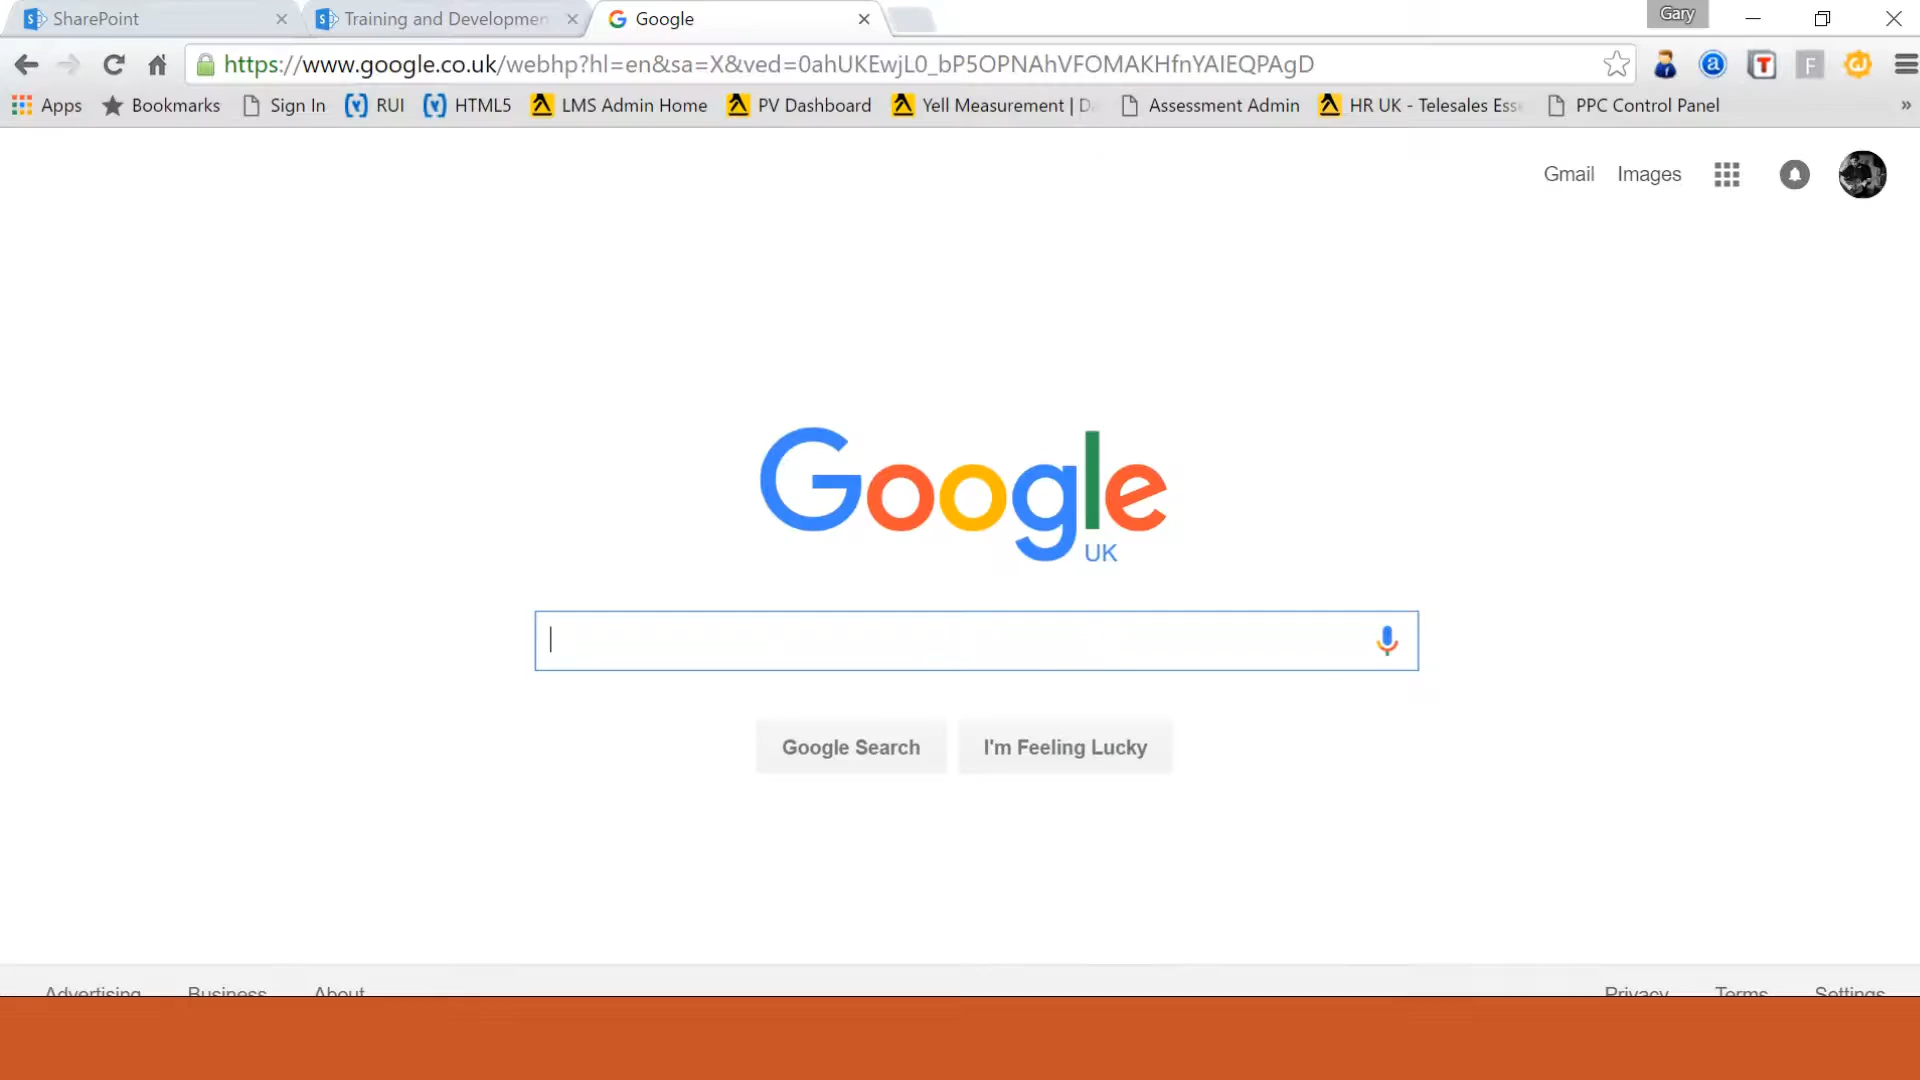 SharePoint
Training and Developmen
Google
Gary
https://www.google.co.uk/webhp?hl=en&sa=X&ved=0ahUKEwjL0_bP5OPNAhVFOMAKHfnYAIEQPAgD
Apps
Bookmarks
Sign In
RUI
HTML5
LMS Admin Home
PV Dashboard
Yell Measurement | D
Assessment Admin
HR UK - Telesales Ess
PPC Control Panel
Gmail
Images
Google
UK
Google Search
I'm Feeling Lucky
Advertising
Business
About
Privacy
Terms
Settings